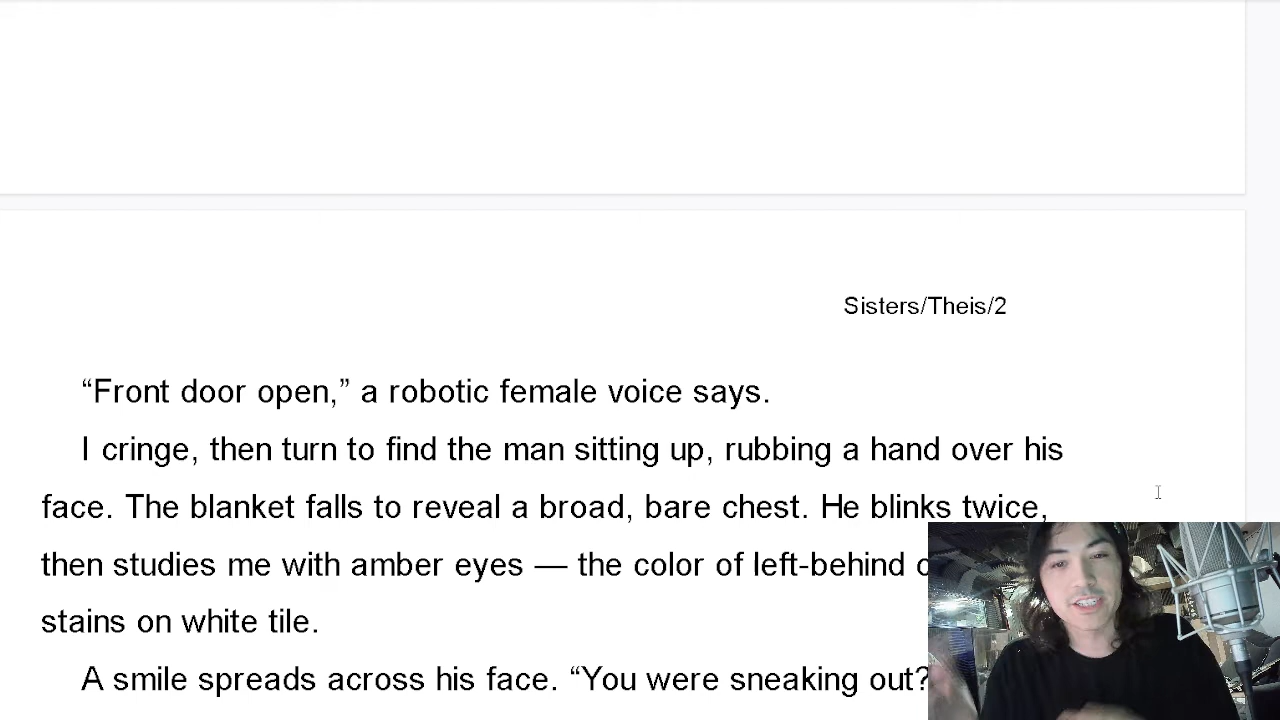 Sisters/Theis/2
“Front door open,” a robotic female voice says.
I cringe, then turn to find the man sitting up, rubbing a hand over his
face. The blanket falls to reveal a broad, bare chest. He blinks twice,
then studies me with amber eyes — the color of left-behind
stains on white tile.
A smile spreads across his face. “You were sneaking out?